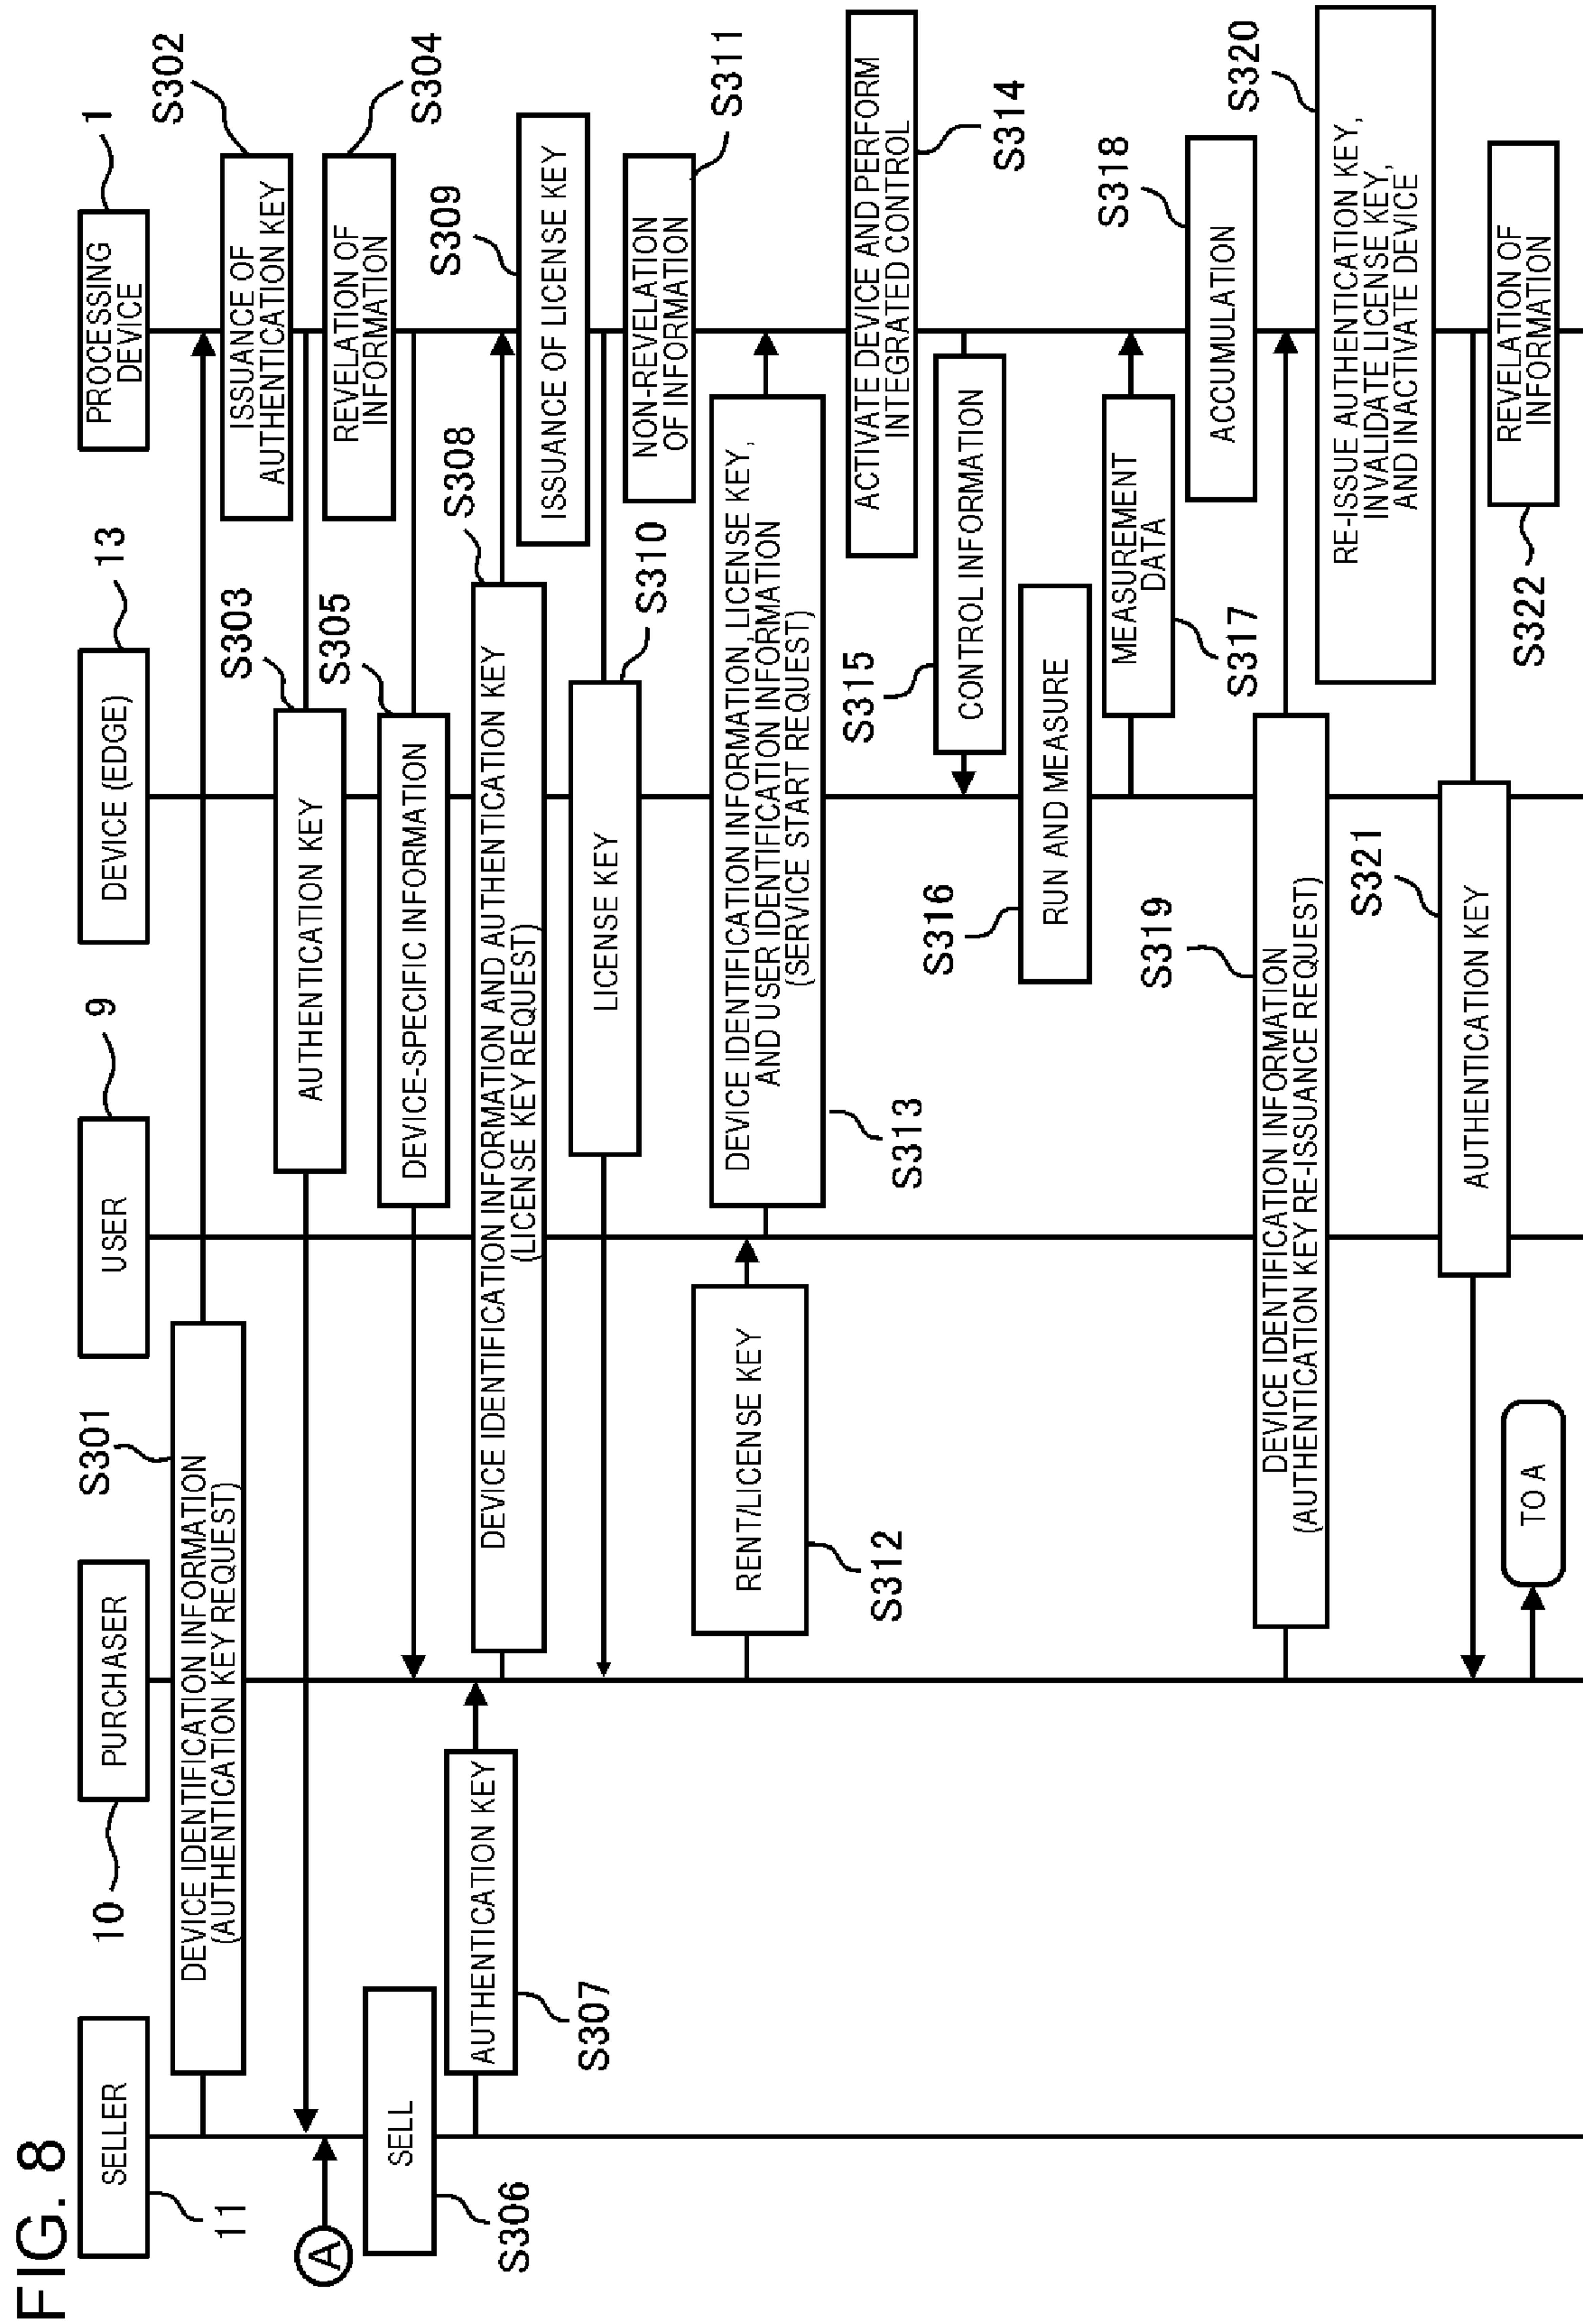 FIG. 8
SELLER
11
PURCHASER
10
USER
9
DEVICE (EDGE)
13
PROCESSING
DEVICE
1
S301
DEVICE IDENTIFICATION INFORMATION
(AUTHENTICATION KEY REQUEST)
S302
ISSUANCE OF
AUTHENTICATION KEY
S303
AUTHENTICATION KEY
S304
REVELATION OF
INFORMATION
A
S305
DEVICE-SPECIFIC INFORMATION
SELL
S306
AUTHENTICATION KEY
S307
S308
DEVICE IDENTIFICATION INFORMATION AND AUTHENTICATION KEY
(LICENSE KEY REQUEST)
S309
ISSUANCE OF LICENSE KEY
LICENSE KEY
S310
NON-REVELATION
OF INFORMATION
S311
RENT/LICENSE KEY
S312
DEVICE IDENTIFICATION INFORMATION, LICENSE KEY,
AND USER IDENTIFICATION INFORMATION
(SERVICE START REQUEST)
S313
ACTIVATE DEVICE AND PERFORM
INTEGRATED CONTROL
S314
S315
CONTROL INFORMATION
S316
RUN AND MEASURE
MEASUREMENT
DATA
S317
S318
ACCUMULATION
S319
DEVICE IDENTIFICATION INFORMATION
(AUTHENTICATION KEY RE-ISSUANCE REQUEST)
S320
RE-ISSUE AUTHENTICATION KEY,
INVALIDATE LICENSE KEY,
AND INACTIVATE DEVICE
S321
AUTHENTICATION KEY
TO A
REVELATION OF
INFORMATION
S322